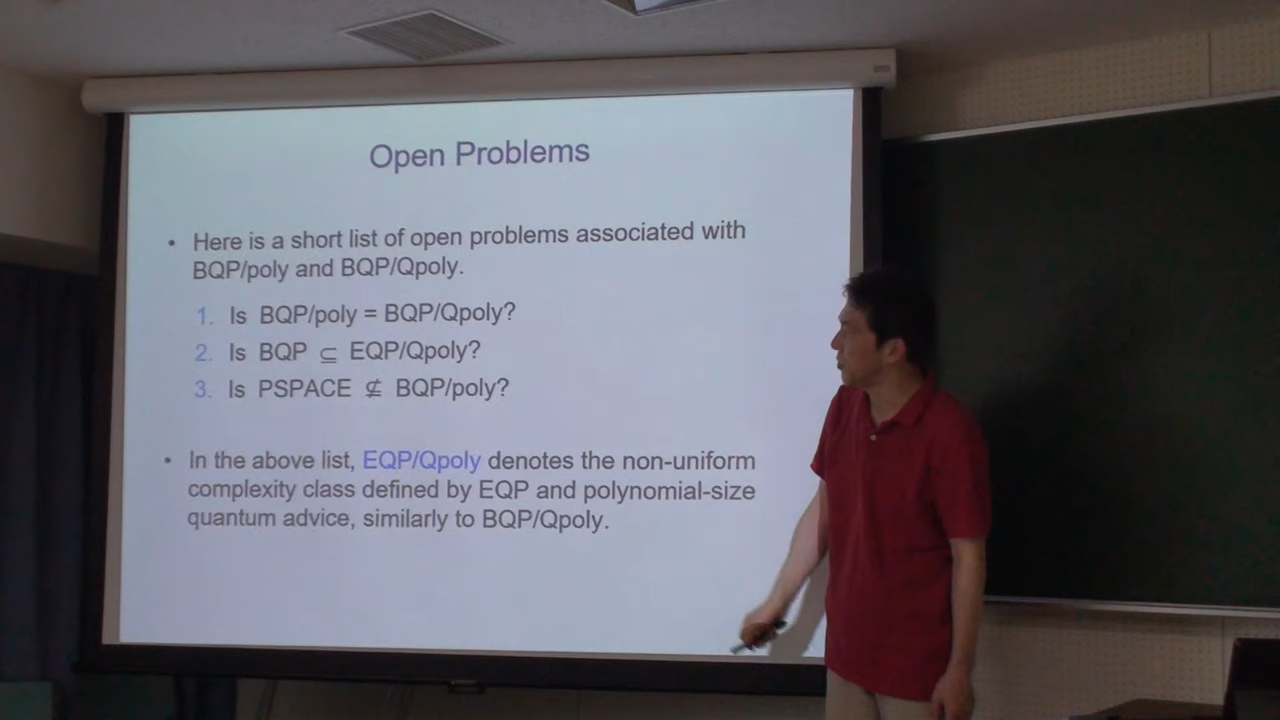 Open Problems
• Here is a short list of open problems associated with
BQP/poly and BQP/Qpoly.
1. Is BQP/poly = BQP/Qpoly?
2. Is BQP ⊆ EQP/Qpoly?
3. Is PSPACE ⊈ BQP/poly?
• In the above list, EQP/Qpoly denotes the non-uniform
complexity class defined by EQP and polynomial-size
quantum advice, similarly to BQP/Qpoly.